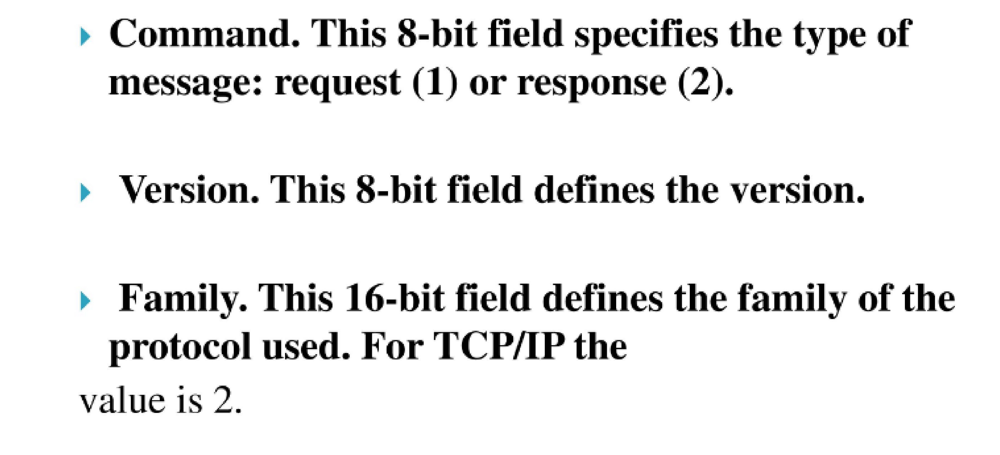 Command. This 8-bit field specifies the type of
message: request (1) or response (2).
Version. This 8-bit field defines the version.
Family. This 16-bit field defines the family of the
protocol used. For TCP/IP the
value is 2.